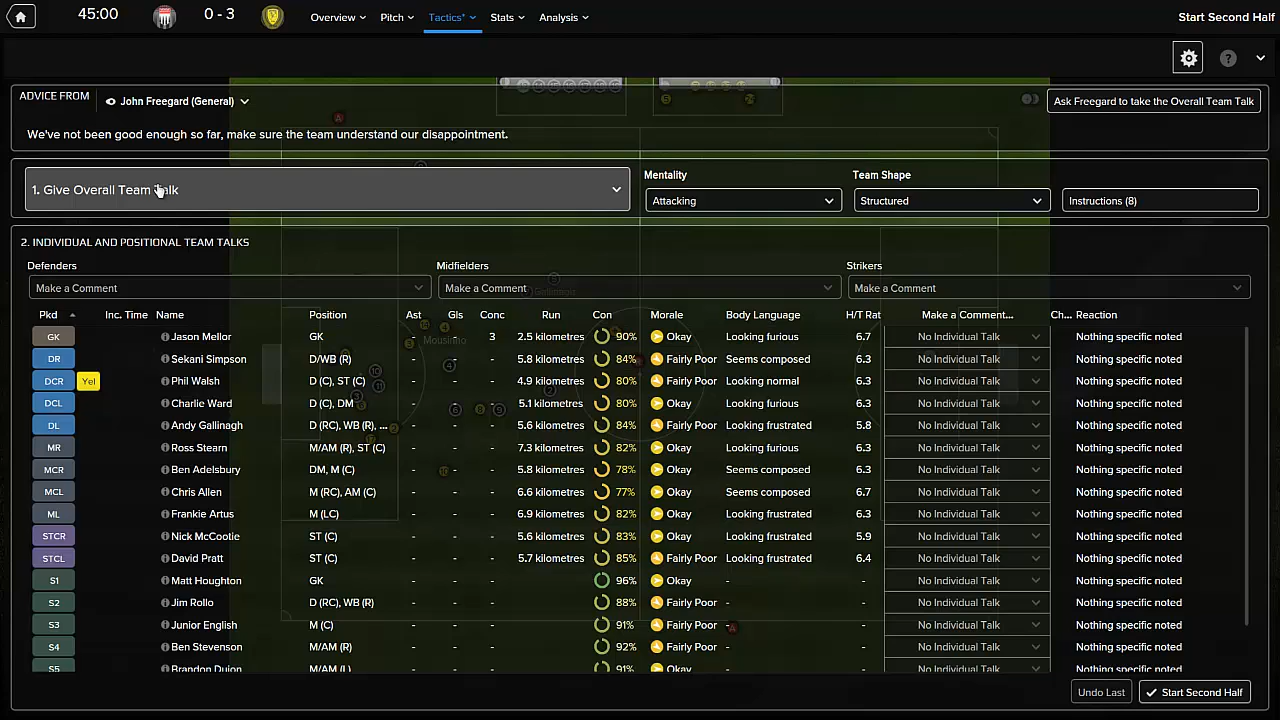 45:00 0 - 3 Overview Pitch Tactics* Stats Analysis Start Second Half
?
ADVICE FROM John Freegard (General) Ask Freegard to take the Overall Team Talk
We've not been good enough so far, make sure the team understand our disappointment.
1. Give Overall Team Talk
Mentality Team Shape
Attacking Structured Instructions (8)
2. INDIVIDUAL AND POSITIONAL TEAM TALKS
Defenders Midfielders Strikers
Make a Comment Make a Comment Make a Comment
Pkd Inc. Time Name Position Ast Gls Conc Run Con Morale Body Language H/T Rat Make a Comment... Ch... Reaction
GK Jason Mellor GK - - 3 2.5 kilometres 90% Okay Looking furious 6.7 No Individual Talk Nothing specific noted
DR Sekani Simpson D/WB (R) - - - 5.8 kilometres 84% Fairly Poor Seems composed 6.3 No Individual Talk Nothing specific noted
DCR Yel Phil Walsh D (C), ST (C) - - - 4.9 kilometres 80% Fairly Poor Looking normal 6.3 No Individual Talk Nothing specific noted
DCL Charlie Ward D (C), DM - - - 5.1 kilometres 80% Okay Looking furious 6.3 No Individual Talk Nothing specific noted
DL Andy Gallinagh D (RC), WB (R), ... - - - 5.6 kilometres 84% Fairly Poor Looking frustrated 5.8 No Individual Talk Nothing specific noted
MR Ross Stearn M/AM (R), ST (C) - - - 7.3 kilometres 82% Okay Looking furious 6.3 No Individual Talk Nothing specific noted
MCR Ben Adelsbury DM, M (C) - - - 5.8 kilometres 78% Okay Seems composed 6.3 No Individual Talk Nothing specific noted
MCL Chris Allen M (RC), AM (C) - - - 6.6 kilometres 77% Okay Seems composed 6.7 No Individual Talk Nothing specific noted
ML Frankie Artus M (LC) - - - 6.9 kilometres 82% Okay Looking frustrated 6.3 No Individual Talk Nothing specific noted
STCR Nick McCootie ST (C) - - - 5.6 kilometres 83% Okay Looking frustrated 5.9 No Individual Talk Nothing specific noted
STCL David Pratt ST (C) - - - 5.7 kilometres 85% Fairly Poor Looking frustrated 6.4 No Individual Talk Nothing specific noted
S1 Matt Houghton GK - - - 96% Okay - - No Individual Talk Nothing specific noted
S2 Jim Rollo D (RC), WB (R) - - - 88% Fairly Poor - - No Individual Talk Nothing specific noted
S3 Junior English M (C) - - - 91% Fairly Poor - - No Individual Talk Nothing specific noted
S4 Ben Stevenson M/AM (R) - - - 92% Fairly Poor - - No Individual Talk Nothing specific noted
S5 Brandon Dujon M/AM (L) - - - 91% Okay - - No Individual Talk Nothing specific noted
Undo Last Start Second Half